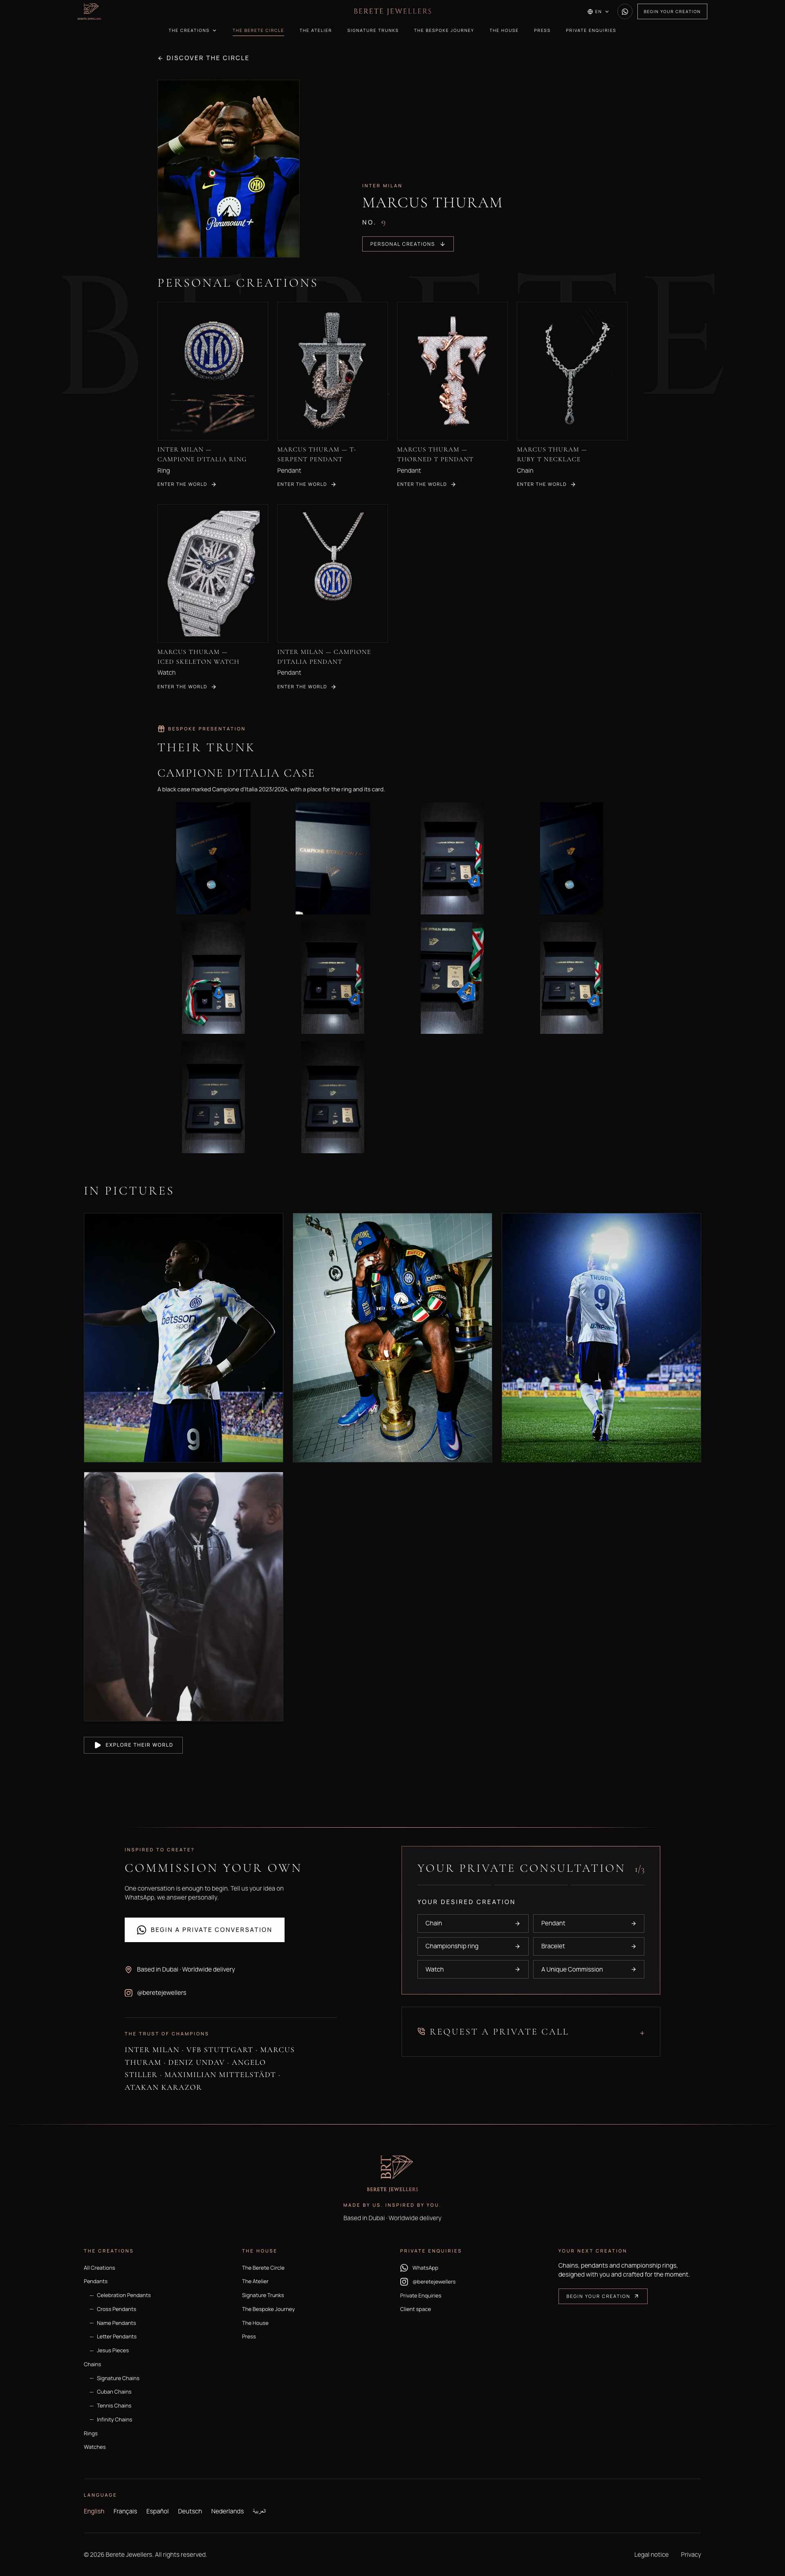 BERETE JEWELLERS
BERETE JEWELLERS
EN
BEGIN YOUR CREATION
THE CREATIONS
THE BERETE CIRCLE
THE ATELIER
SIGNATURE TRUNKS
THE BESPOKE JOURNEY
THE HOUSE
PRESS
PRIVATE ENQUIRIES
DISCOVER THE CIRCLE
Paramount+
INTER MILAN
MARCUS THURAM
NO. 9
PERSONAL CREATIONS
BERETE
PERSONAL CREATIONS
INTER MILAN —
CAMPIONE D'ITALIA RING
Ring
ENTER THE WORLD
MARCUS THURAM — T-
SERPENT PENDANT
Pendant
ENTER THE WORLD
MARCUS THURAM —
THORNED T PENDANT
Pendant
ENTER THE WORLD
MARCUS THURAM —
RUBY T NECKLACE
Chain
ENTER THE WORLD
MARCUS THURAM —
ICED SKELETON WATCH
Watch
ENTER THE WORLD
INTER MILAN — CAMPIONE
D'ITALIA PENDANT
Pendant
ENTER THE WORLD
BESPOKE PRESENTATION
THEIR TRUNK
CAMPIONE D'ITALIA CASE
A black case marked Campione d'Italia 2023/2024, with a place for the ring and its card.
IN PICTURES
betsson
9
THURAM
9
EXPLORE THEIR WORLD
INSPIRED TO CREATE?
COMMISSION YOUR OWN
One conversation is enough to begin. Tell us your idea on
WhatsApp, we answer personally.
BEGIN A PRIVATE CONVERSATION
Based in Dubai · Worldwide delivery
@beretejewellers
THE TRUST OF CHAMPIONS
INTER MILAN · VFB STUTTGART · MARCUS
THURAM · DENIZ UNDAV · ANGELO
STILLER · MAXIMILIAN MITTELSTÄDT ·
ATAKAN KARAZOR
YOUR PRIVATE CONSULTATION
1/3
YOUR DESIRED CREATION
Chain
Pendant
Championship ring
Bracelet
Watch
A Unique Commission
REQUEST A PRIVATE CALL
+
BRT
BERETE JEWELLERS
MADE BY US. INSPIRED BY YOU.
Based in Dubai · Worldwide delivery
THE CREATIONS
All Creations
Pendants
— Celebration Pendants
— Cross Pendants
— Name Pendants
— Letter Pendants
— Jesus Pieces
Chains
— Signature Chains
— Cuban Chains
— Tennis Chains
— Infinity Chains
Rings
Watches
THE HOUSE
The Berete Circle
The Atelier
Signature Trunks
The Bespoke Journey
The House
Press
PRIVATE ENQUIRIES
WhatsApp
@beretejewellers
Private Enquiries
Client space
YOUR NEXT CREATION
Chains, pendants and championship rings,
designed with you and crafted for the moment.
BEGIN YOUR CREATION
LANGUAGE
English
Français
Español
Deutsch
Nederlands
العربية
© 2026 Berete Jewellers. All rights reserved.
Legal notice
Privacy